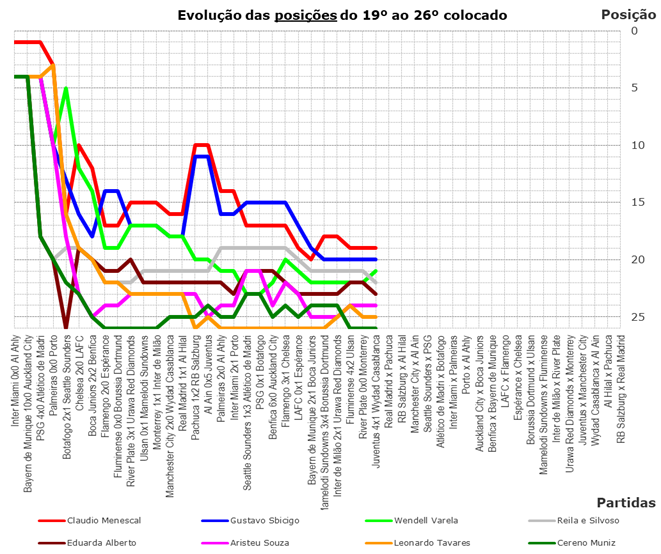 Evolução das posições do 19º ao 26º colocado
Posição
0
5
10
15
20
25
Inter Miami 0x0 Al Ahly
Bayern de Munique 10x0 Auckland City
PSG 4x0 Atlético de Madri
Palmeiras 0x0 Porto
Botafogo 2x1 Seattle Sounders
Chelsea 2x0 LAFC
Boca Juniors 2x2 Benfica
Flamengo 2x0 Espérance
Fluminense 0x0 Borussia Dortmund
River Plate 3x1 Urawa Red Diamonds
Ulsan 0x1 Mamelodi Sundowns
Monterrey 1x1 Inter de Milão
Manchester City 2x0 Wydad Casablanca
Real Madrid 1x1 Al Hilal
Pachuca 1x2 RB Salzburg
Al Ain 0x5 Juventus
Palmeiras 2x0 Al Ahly
Inter Miami 2x1 Porto
Seattle Sounders 1x3 Atlético de Madri
PSG 0x1 Botafogo
Benfica 6x0 Auckland City
Flamengo 3x1 Chelsea
LAFC 0x1 Espérance
Bayern de Munique 2x1 Boca Juniors
Mamelodi Sundowns 3x4 Borussia Dortmund
Inter de Milão 2x1 Urawa Red Diamonds
Fluminense 4x2 Ulsan
River Plate 0x0 Monterrey
Juventus 4x1 Wydad Casablanca
Real Madrid x Pachuca
RB Salzburg x Al Hilal
Manchester City x Al Ain
Seattle Sounders x PSG
Atlético de Madri x Botafogo
Inter Miami x Palmeiras
Porto x Al Ahly
Auckland City x Boca Juniors
Benfica x Bayern de Munique
LAFC x Flamengo
Espérance x Chelsea
Borussia Dortmund x Ulsan
Mamelodi Sundowns x Fluminense
Inter de Milão x River Plate
Urawa Red Diamonds x Monterrey
Juventus x Manchester City
Wydad Casablanca x Al Ain
Al Hilal x Pachuca
RB Salzburg x Real Madrid
Partidas
Claudio Menescal
Gustavo Sbicigo
Wendell Varela
Reila e Silvoso
Eduarda Alberto
Aristeu Souza
Leonardo Tavares
Cereno Muniz